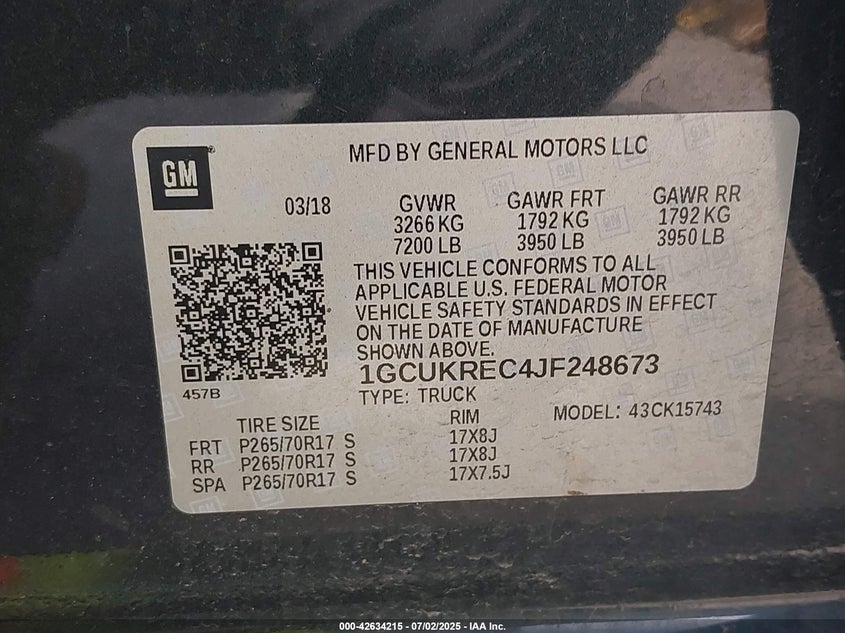 GM
MFD BY GENERAL MOTORS LLC
03/18
GVWR
3266 KG
7200 LB
GAWR FRT
1792 KG
3950 LB
GAWR RR
1792 KG
3950 LB
THIS VEHICLE CONFORMS TO ALL
APPLICABLE U.S. FEDERAL MOTOR
VEHICLE SAFETY STANDARDS IN EFFECT
ON THE DATE OF MANUFACTURE
SHOWN ABOVE.
1GCUKREC4JF248673
457B
TYPE: TRUCK
MODEL: 43CK15743
TIRE SIZE
RIM
FRT P265/70R17 S 17X8J
RR P265/70R17 S 17X8J
SPA P265/70R17 S 17X7.5J
000-42634215 - 07/02/2025 - IAA Inc.